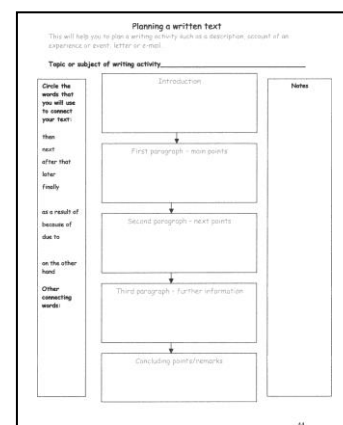 Planning a written text
This will help you to plan a writing activity such as a description, account of an
experience or event, letter or e-mail.
Topic or subject of writing activity
Circle the
words that
you will use
to connect
your text:
then
next
after that
later
finally
as a result of
because of
due to
on the other
hand
Other
connecting
words:
Introduction
First paragraph - main points
Second paragraph - next points
Third paragraph - further information
Concluding points/remarks
Notes